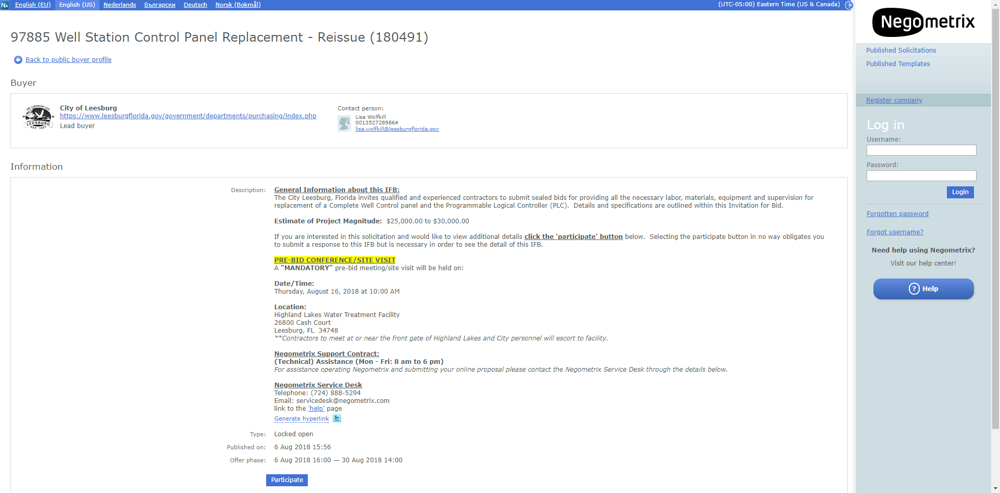 Nx English (EU) English (US) Nederlands Български Deutsch Norsk (Bokmål) (UTC-05:00) Eastern Time (US & Canada)
Negometrix
97885 Well Station Control Panel Replacement - Reissue (180491)
Back to public buyer profile
Buyer
THE LAKEFRONT CITY
LEESBURG
EST. 1857
City of Leesburg
https://www.leesburgflorida.gov/government/departments/purchasing/index.php
Lead buyer
Contact person:
Lisa Wolfkill
0013527289864
lisa.wolfkill@leesburgflorida.gov
Information
Description:
General Information about this IFB:
The City Leesburg, Florida invites qualified and experienced contractors to submit sealed bids for providing all the necessary labor, materials, equipment and supervision for
replacement of a Complete Well Control panel and the Programmable Logical Controller (PLC).  Details and specifications are outlined within this Invitation for Bid.
Estimate of Project Magnitude:  $25,000.00 to $30,000.00
If you are interested in this solicitation and would like to view additional details click the 'participate' button below.  Selecting the participate button in no way obligates you
to submit a response to this IFB but is necessary in order to see the detail of this IFB.
PRE-BID CONFERENCE/SITE VISIT
A "MANDATORY" pre-bid meeting/site visit will be held on:
Date/Time:
Thursday, August 16, 2018 at 10:00 AM
Location:
Highland Lakes Water Treatment Facility
26800 Cash Court
Leesburg, FL  34748
**Contractors to meet at or near the front gate of Highland Lakes and City personnel will escort to facility.
Negometrix Support Contract:
(Technical) Assistance (Mon - Fri: 8 am to 6 pm)
For assistance operating Negometrix and submitting your online proposal please contact the Negometrix Service Desk through the details below.
Negometrix Service Desk
Telephone: (724) 888-5294
Email: servicedesk@negometrix.com
link to the 'help' page
Generate hyperlink
Type: Locked open
Published on: 6 Aug 2018 15:56
Offer phase: 6 Aug 2018 16:00 — 30 Aug 2018 14:00
Participate
Published Solicitations
Published Templates
Register company
Log in
Username:
Password:
Login
Forgotten password
Forgot username?
Need help using Negometrix?
Visit our help center!
? Help